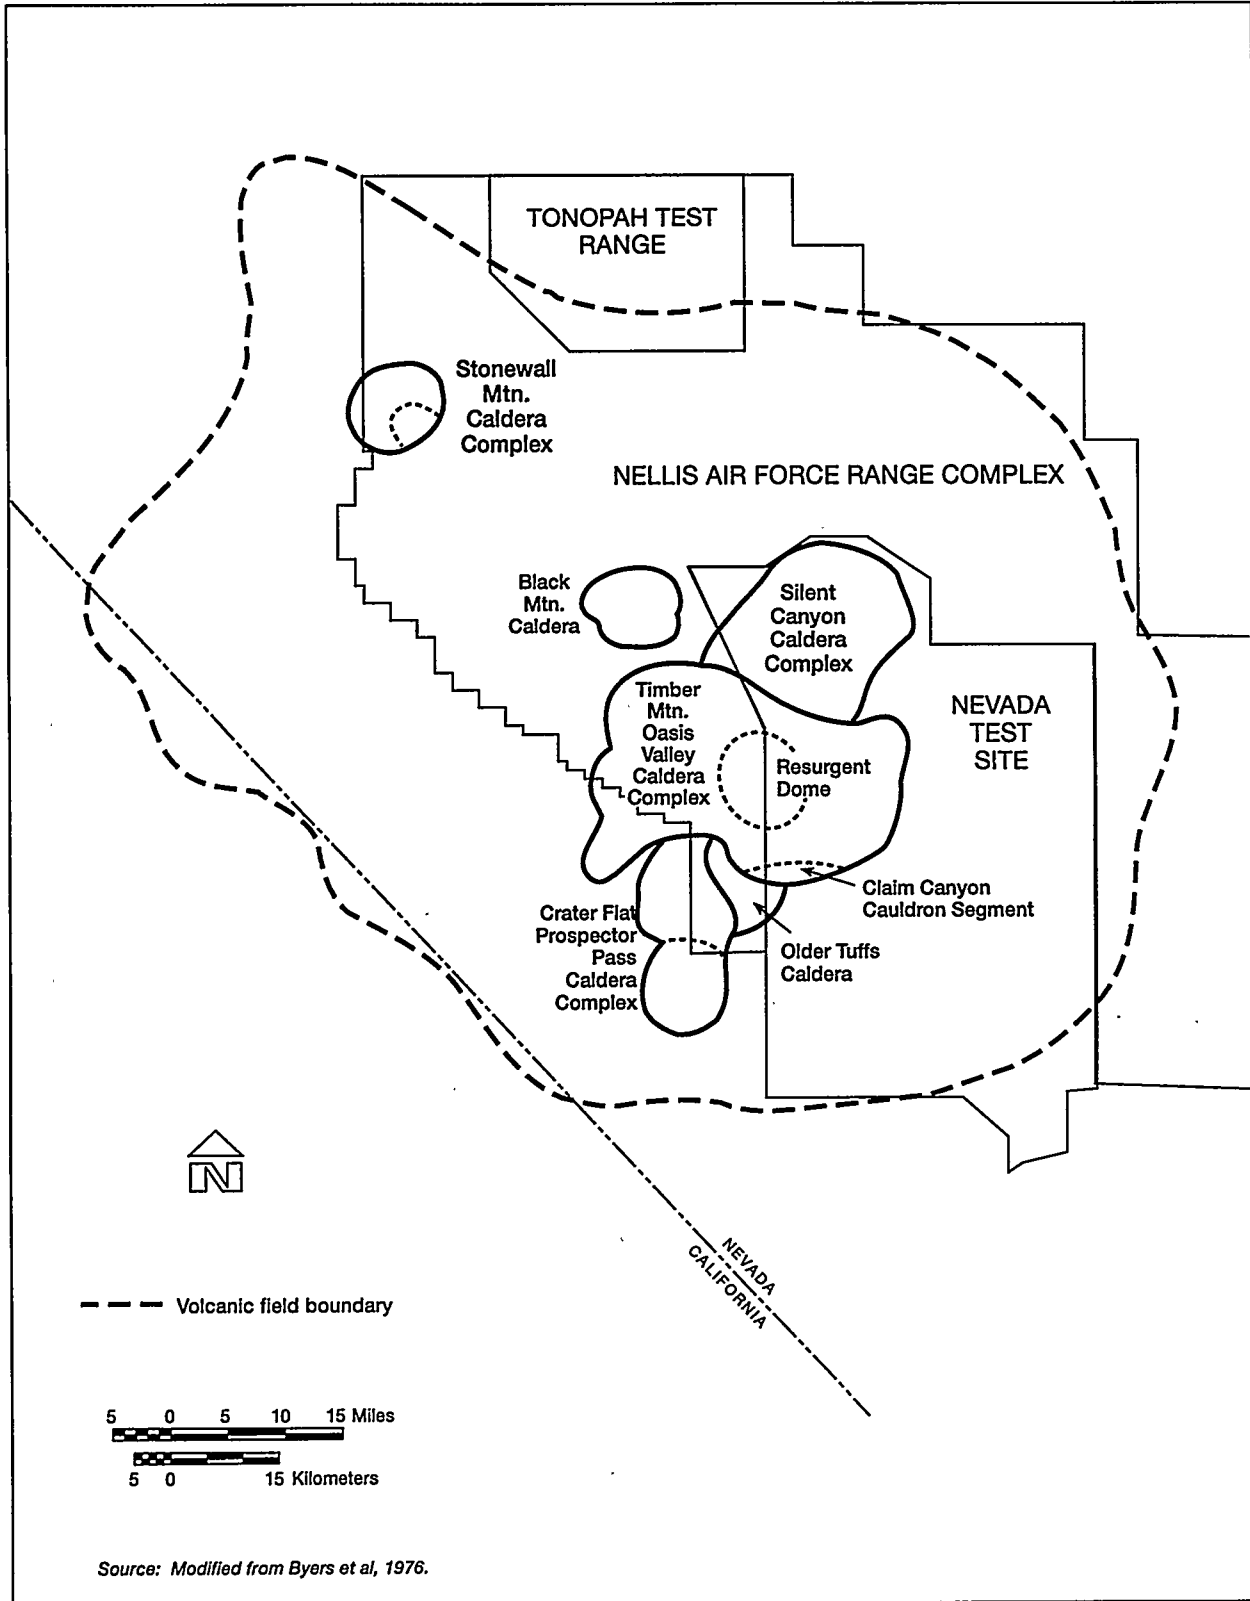 TONOPAH TEST
RANGE
Stonewall
Mtn.
Caldera
Complex
NELLIS AIR FORCE RANGE COMPLEX
Black
Mtn.
Caldera
Silent
Canyon
Caldera
Complex
Timber
Mtn.
Oasis
Valley
Caldera
Complex
NEVADA
TEST
SITE
Resurgent
Dome
Claim Canyon
Cauldron Segment
Crater Flat
Prospector
Pass
Caldera
Complex
Older Tuffs
Caldera
N
NEVADA
CALIFORNIA
Volcanic field boundary
5 0 5 10 15 Miles
5 0 15 Kilometers
Source: Modified from Byers et al, 1976.